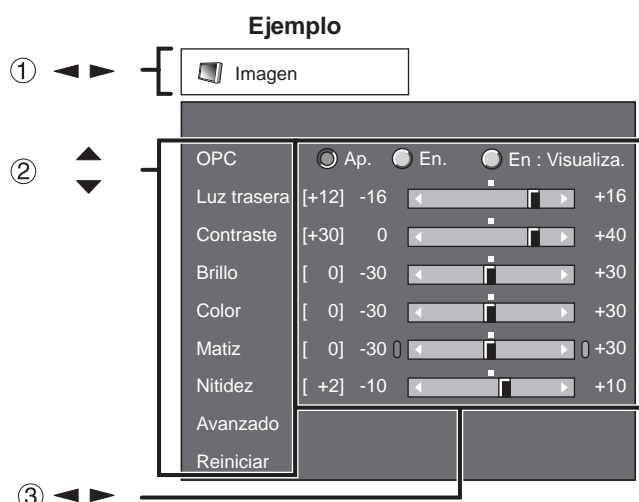 Ejemplo
① Imagen
②
OPC Ap. En. En : Visualiza.
Luz trasera [+12] -16 +16
Contraste [+30] 0 +40
Brillo [ 0] -30 +30
Color [ 0] -30 +30
Matiz [ 0] -30 +30
Nitidez [ +2] -10 +10
Avanzado
Reiniciar
③